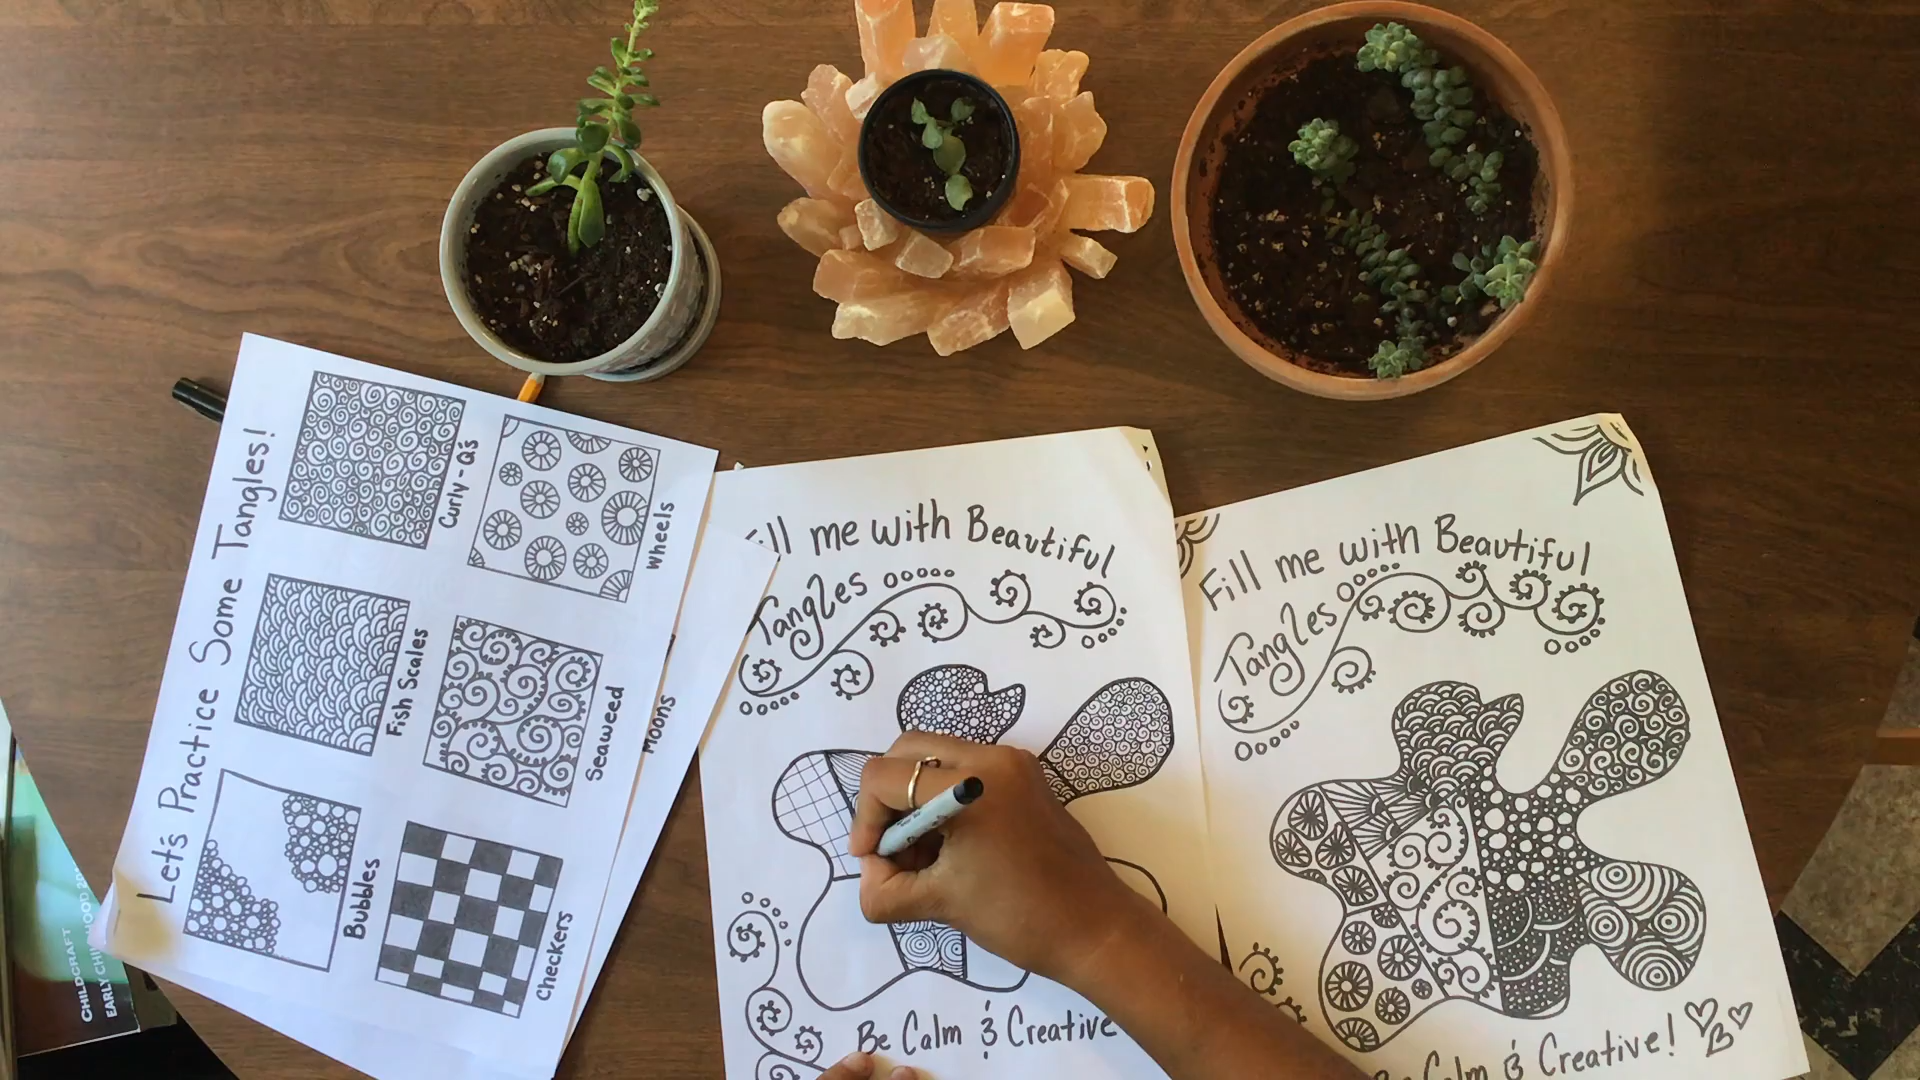 Let's Practice Some Tangles!
Curly-Q's
Wheels
Fish Scales
Seaweed
Bubbles
Checkers
Moons
Fill me with Beautiful
Tangles
Be Calm & Creative
Fill me with Beautiful
Tangles
Calm & Creative!
CHILDCRAFT
EARLY CHILDHOOD